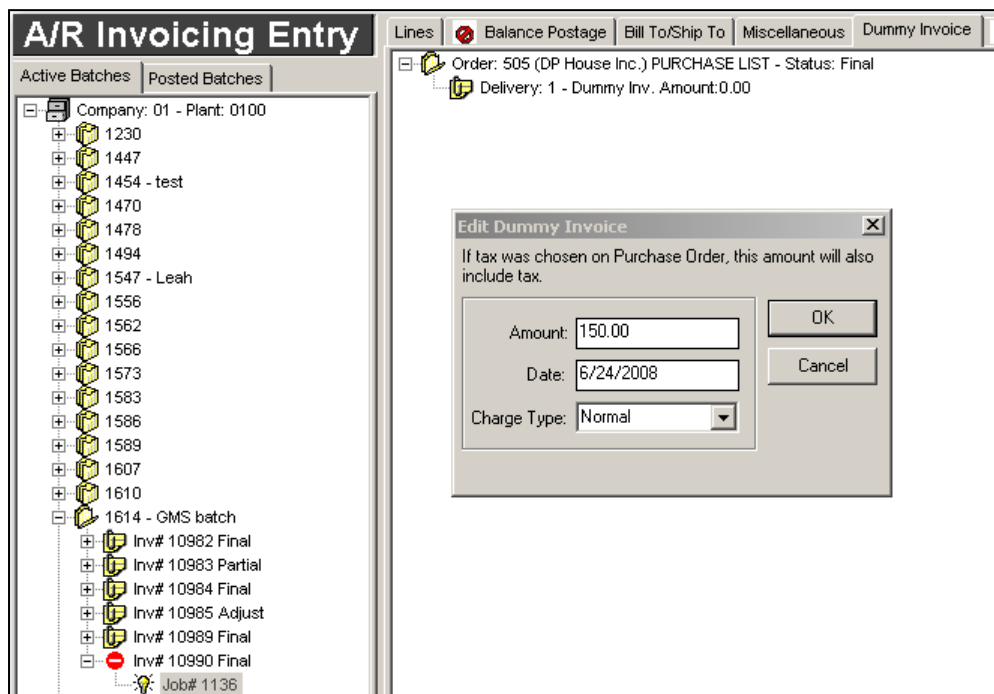 A/R Invoicing Entry
Active Batches
Posted Batches
Company: 01 - Plant: 0100
1230
1447
1454 - test
1470
1478
1494
1547 - Leah
1556
1562
1566
1573
1583
1586
1589
1607
1610
1614 - GMS batch
Inv# 10982 Final
Inv# 10983 Partial
Inv# 10984 Final
Inv# 10985 Adjust
Inv# 10989 Final
Inv# 10990 Final
Job# 1136
Lines
Balance Postage
Bill To/Ship To
Miscellaneous
Dummy Invoice
Order: 505 (DP House Inc.) PURCHASE LIST - Status: Final
Delivery: 1 - Dummy Inv. Amount:0.00
Edit Dummy Invoice
If tax was chosen on Purchase Order, this amount will also
include tax.
Amount: 150.00
Date: 6/24/2008
Charge Type: Normal
OK
Cancel